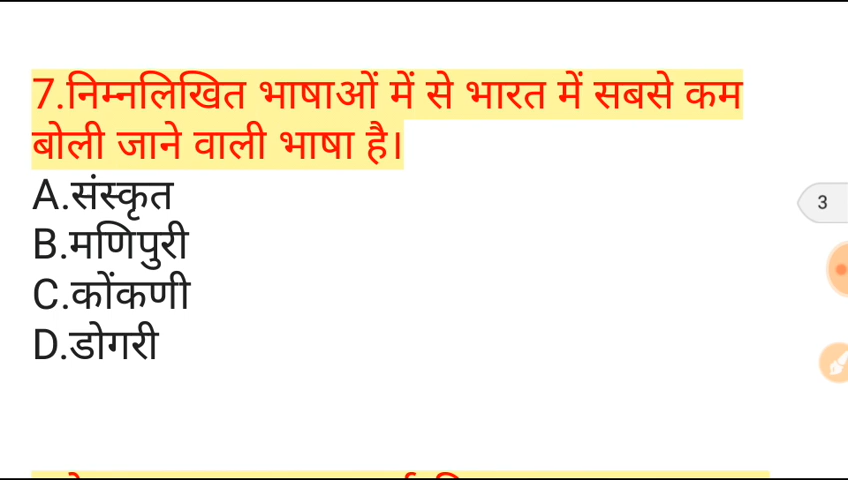 7.निम्नलिखित भाषाओं में से भारत में सबसे कम
बोली जाने वाली भाषा है।
A.संस्कृत
B.मणिपुरी
C.कोंकणी
D.डोगरी
3